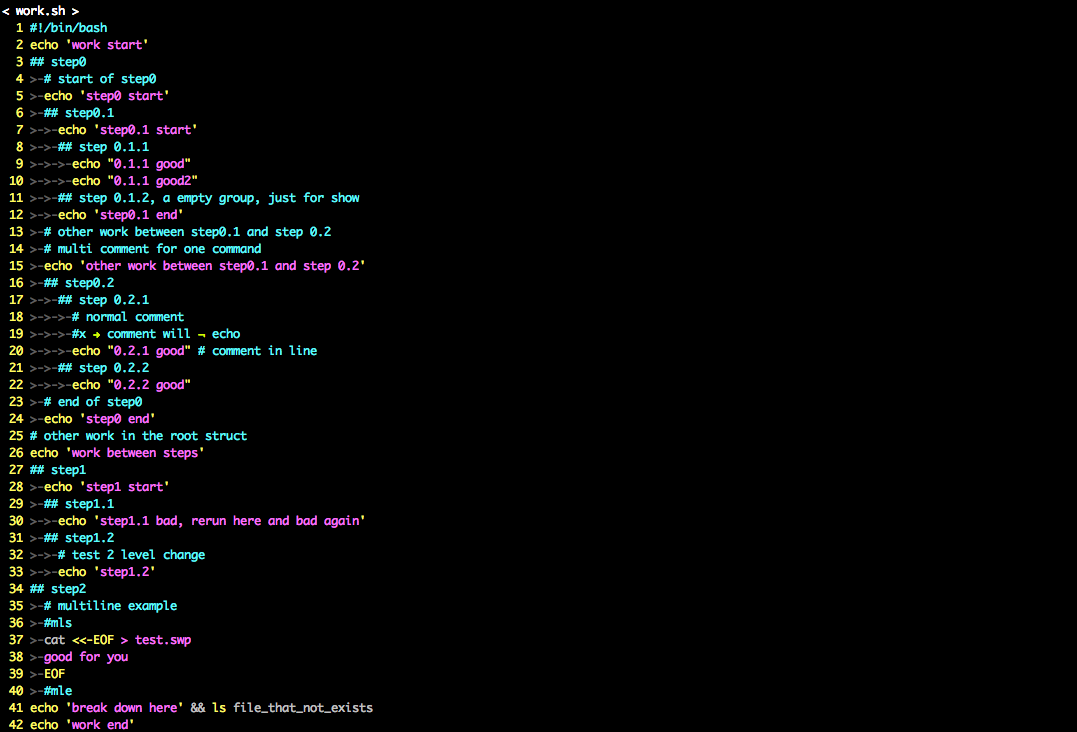 < work.sh >
1 #!/bin/bash
2 echo 'work start'
3 ## step0
4 >-# start of step0
5 >-echo 'step0 start'
6 >-## step0.1
7 >->-echo 'step0.1 start'
8 >->-## step 0.1.1
9 >->->-echo "0.1.1 good"
10 >->->-echo "0.1.1 good2"
11 >->-## step 0.1.2, a empty group, just for show
12 >->-echo 'step0.1 end'
13 >-# other work between step0.1 and step 0.2
14 >-# multi comment for one command
15 >-echo 'other work between step0.1 and step 0.2'
16 >-## step0.2
17 >->-## step 0.2.1
18 >->->-# normal comment
19 >->->-#x → comment will ¬ echo
20 >->->-echo "0.2.1 good" # comment in line
21 >->-## step 0.2.2
22 >->->-echo "0.2.2 good"
23 >-# end of step0
24 >-echo 'step0 end'
25 # other work in the root struct
26 echo 'work between steps'
27 ## step1
28 >-echo 'step1 start'
29 >-## step1.1
30 >->-echo 'step1.1 bad, rerun here and bad again'
31 >-## step1.2
32 >->-# test 2 level change
33 >->-echo 'step1.2'
34 ## step2
35 >-# multiline example
36 >-#mls
37 >-cat <<-EOF > test.swp
38 >-good for you
39 >-EOF
40 >-#mle
41 echo 'break down here' && ls file_that_not_exists
42 echo 'work end'